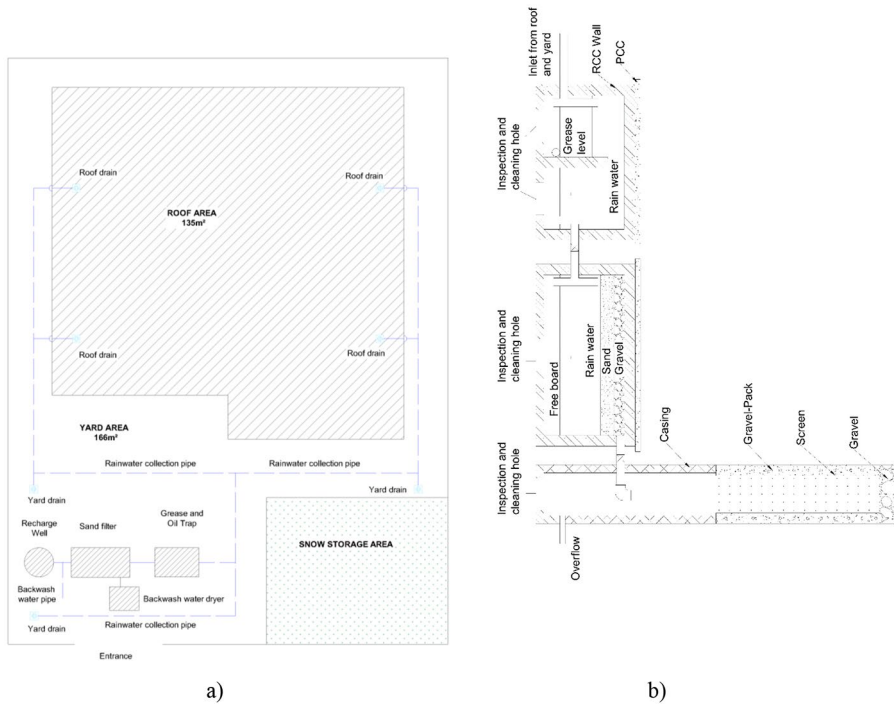 Roof drain
Roof drain
ROOF AREA
135m²
Roof drain
Roof drain
YARD AREA
166m²
Rainwater collection pipe
Rainwater collection pipe
Yard drain
Yard drain
Recharge
Well
Sand filter
Grease and
Oil Trap
SNOW STORAGE AREA
Backwash
water pipe
Backwash water dryer
Yard drain
Rainwater collection pipe
Entrance
a)
Inlet from roof
and yard
RCC Wall
PCC
Inspection and
cleaning hole
Grease
level
Rain water
Inspection and
cleaning hole
Free board
Rain water
Sand
Gravel
Inspection and
cleaning hole
Casing
Gravel-Pack
Screen
Gravel
Overflow
b)